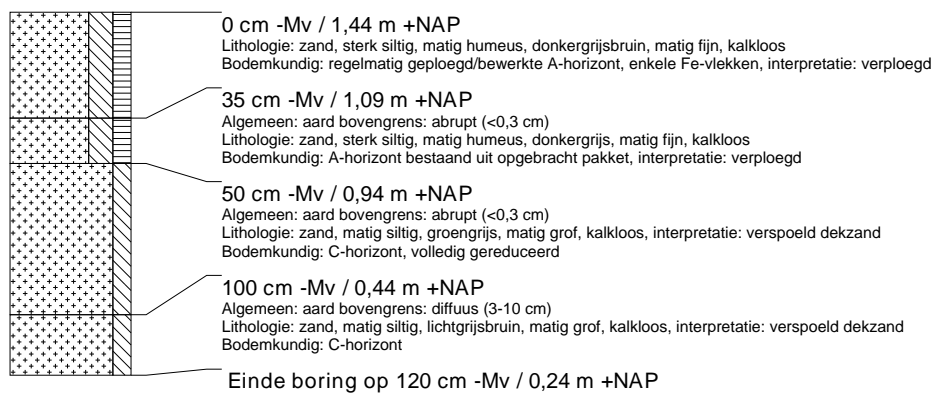 0 cm -Mv / 1,44 m +NAP
Lithologie: zand, sterk siltig, matig humeus, donkergrijsbruin, matig fijn, kalkloos
Bodemkundig: regelmatig geploegd/bewerkte A-horizont, enkele Fe-vlekken, interpretatie: verploegd
35 cm -Mv / 1,09 m +NAP
Algemeen: aard bovengrens: abrupt (<0,3 cm)
Lithologie: zand, sterk siltig, matig humeus, donkergrijs, matig fijn, kalkloos
Bodemkundig: A-horizont bestaand uit opgebracht pakket, interpretatie: verploegd
50 cm -Mv / 0,94 m +NAP
Algemeen: aard bovengrens: abrupt (<0,3 cm)
Lithologie: zand, matig siltig, groengrijs, matig grof, kalkloos, interpretatie: verspoeld dekzand
Bodemkundig: C-horizont, volledig gereduceerd
100 cm -Mv / 0,44 m +NAP
Algemeen: aard bovengrens: diffuus (3-10 cm)
Lithologie: zand, matig siltig, lichtgrijsbruin, matig grof, kalkloos, interpretatie: verspoeld dekzand
Bodemkundig: C-horizont
Einde boring op 120 cm -Mv / 0,24 m +NAP